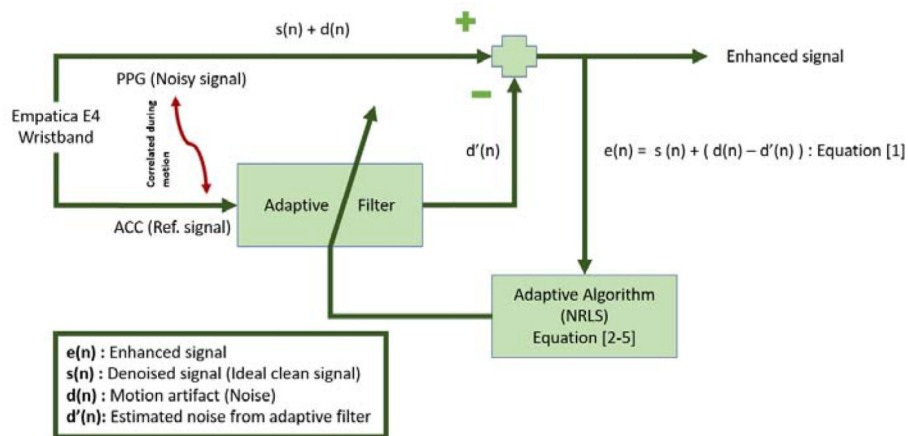 s(n) + d(n)
+
PPG (Noisy signal)
Enhanced signal
Empatica E4
Wristband
Correlated during
motion
−
d'(n)
e(n) = s (n) + ( d(n) – d'(n) ) : Equation [1]
Adaptive Filter
ACC (Ref. signal)
Adaptive Algorithm
(NRLS)
Equation [2-5]
e(n) : Enhanced signal
s(n) : Denoised signal (Ideal clean signal)
d(n) : Motion artifact (Noise)
d'(n): Estimated noise from adaptive filter